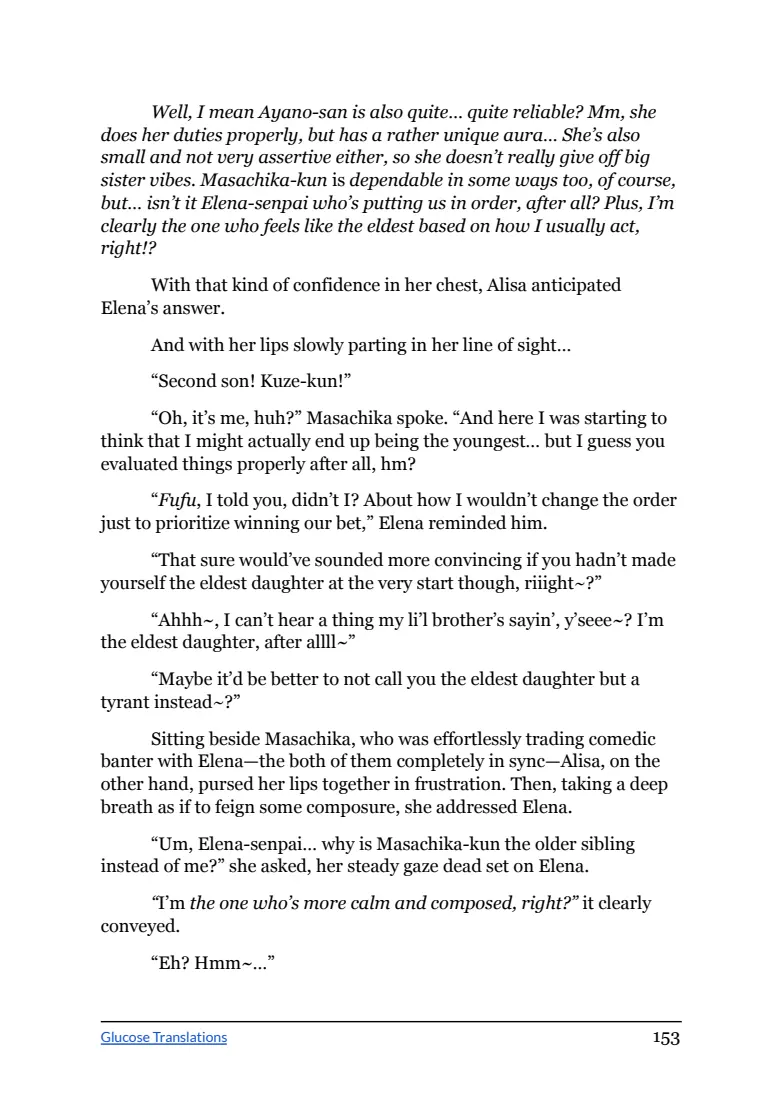 Well, I mean Ayano-san is also quite… quite reliable? Mm, she
does her duties properly, but has a rather unique aura… She’s also
small and not very assertive either, so she doesn’t really give off big
sister vibes. Masachika-kun is dependable in some ways too, of course,
but… isn’t it Elena-senpai who’s putting us in order, after all? Plus, I’m
clearly the one who feels like the eldest based on how I usually act,
right!?
With that kind of confidence in her chest, Alisa anticipated
Elena’s answer.
And with her lips slowly parting in her line of sight…
“Second son! Kuze-kun!”
“Oh, it’s me, huh?” Masachika spoke. “And here I was starting to
think that I might actually end up being the youngest… but I guess you
evaluated things properly after all, hm?
“Fufu, I told you, didn’t I? About how I wouldn’t change the order
just to prioritize winning our bet,” Elena reminded him.
“That sure would’ve sounded more convincing if you hadn’t made
yourself the eldest daughter at the very start though, riiight~?”
“Ahhh~, I can’t hear a thing my li’l brother’s sayin’, y’seee~? I’m
the eldest daughter, after allll~”
“Maybe it’d be better to not call you the eldest daughter but a
tyrant instead~?”
Sitting beside Masachika, who was effortlessly trading comedic
banter with Elena—the both of them completely in sync—Alisa, on the
other hand, pursed her lips together in frustration. Then, taking a deep
breath as if to feign some composure, she addressed Elena.
“Um, Elena-senpai… why is Masachika-kun the older sibling
instead of me?” she asked, her steady gaze dead set on Elena.
“I’m the one who’s more calm and composed, right?” it clearly
conveyed.
“Eh? Hmm~…”
Glucose Translations 153